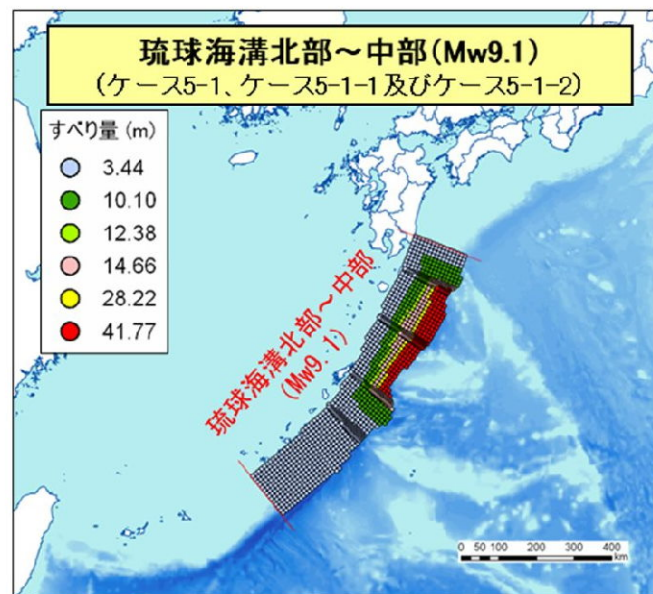 琉球海溝北部～中部(Mw9.1)
(ケース5-1、ケース5-1-1及びケース5-1-2)
すべり量 (m)
3.44
10.10
12.38
14.66
28.22
41.77
琉球海溝北部～中部
(Mw9.1)
0 50 100 200 300 400
km